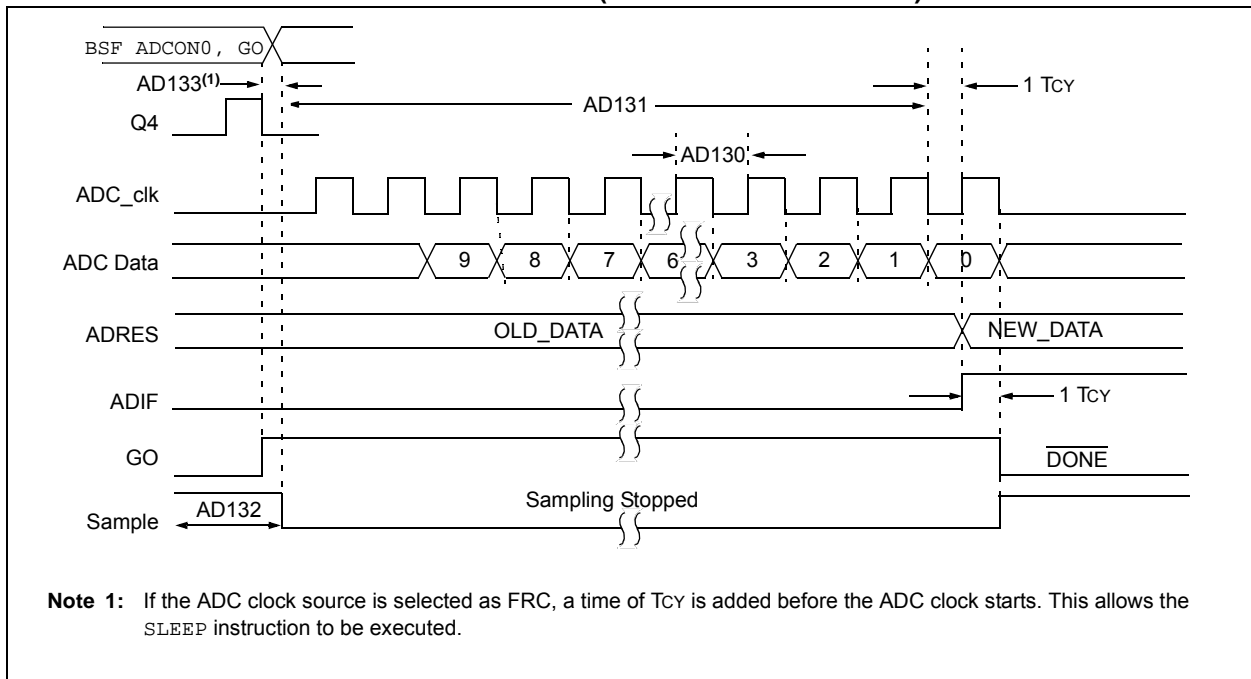 BSF ADCON0, GO
AD133(1)
1 TCY
AD131
Q4
AD130
ADC_clk
ADC Data
9 8 7 6 3 2 1 0
ADRES
OLD_DATA
NEW_DATA
ADIF
1 TCY
GO
DONE
Sample
AD132
Sampling Stopped
Note 1: If the ADC clock source is selected as FRC, a time of TCY is added before the ADC clock starts. This allows the
SLEEP instruction to be executed.